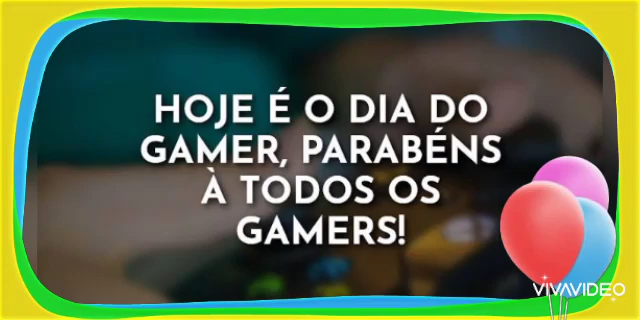 HOJE É O DIA DO
GAMER, PARABÉNS
À TODOS OS
GAMERS!
VIVAVIDEO